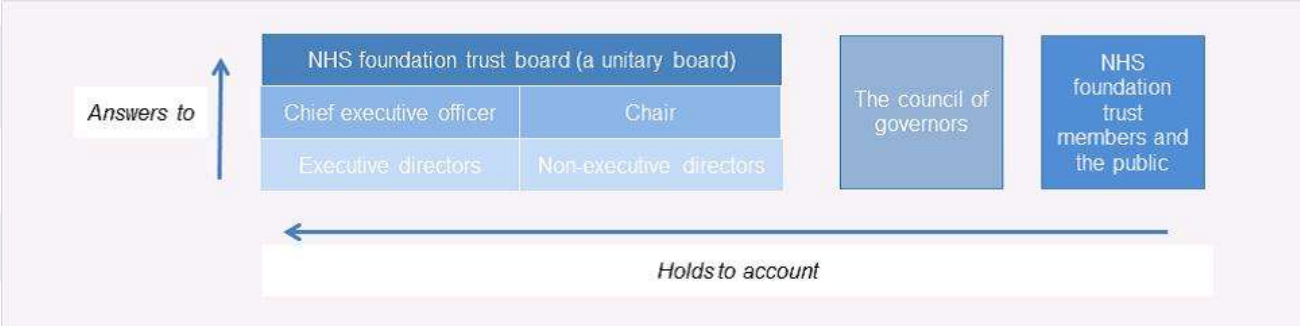 NHS foundation trust board (a unitary board)
Answers to
Chief executive officer
Chair
Executive directors
Non-executive directors
The council of
governors
NHS
foundation
trust
members and
the public
Holds to account